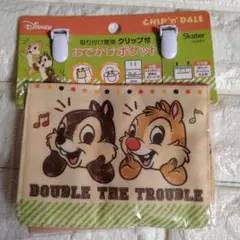 Disney
CHIP 'n' DALE
取り付け簡単 クリップ付
おでかけポケット
Skater
DOUBLE THE TROUBLE